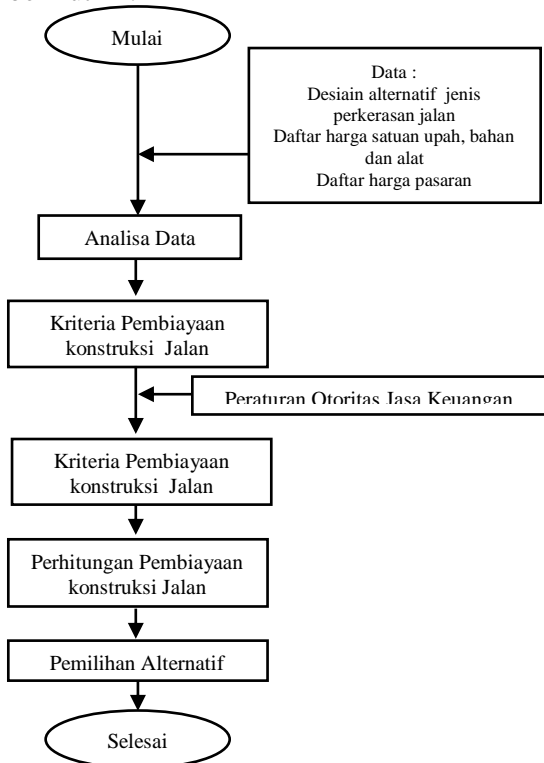 Mulai
Data :
Desiain alternatif jenis
perkerasan jalan
Daftar harga satuan upah, bahan
dan alat
Daftar harga pasaran
Analisa Data
Kriteria Pembiayaan
konstruksi Jalan
Peraturan Otoritas Jasa Keuangan
Kriteria Pembiayaan
konstruksi Jalan
Perhitungan Pembiayaan
konstruksi Jalan
Pemilihan Alternatif
Selesai